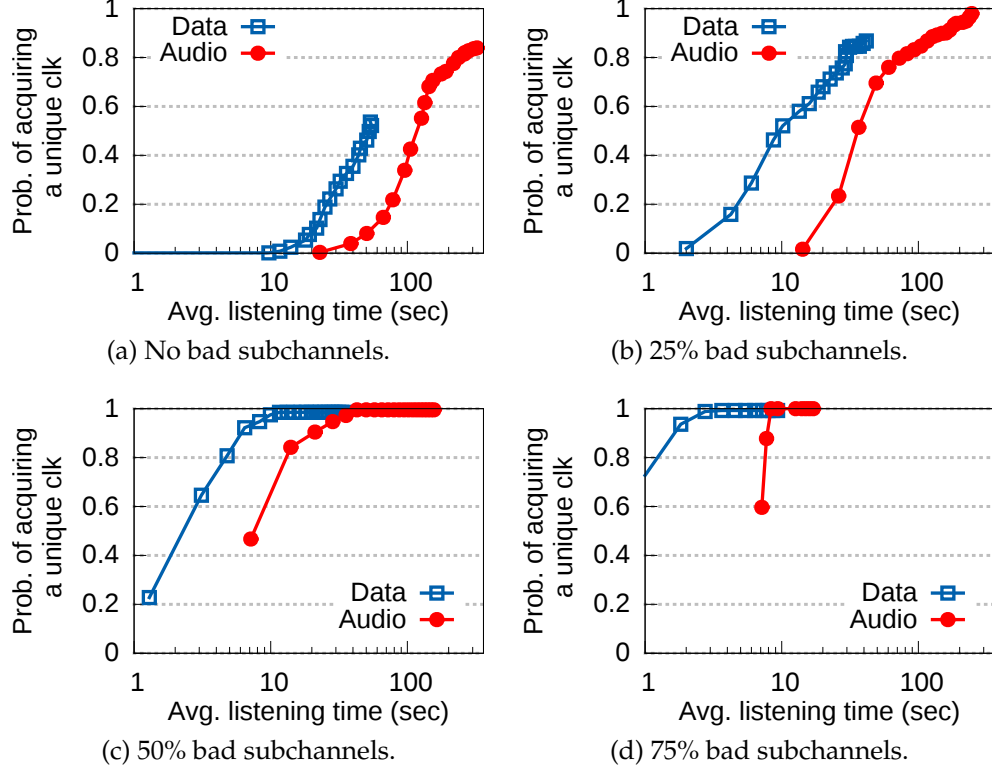 Prob. of acquiring
a unique clk
1
0.8
0.6
0.4
0.2
0
Data
Audio
1 10 100
Avg. listening time (sec)
(a) No bad subchannels.
Prob. of acquiring
a unique clk
1
0.8
0.6
0.4
0.2
0
Data
Audio
1 10 100
Avg. listening time (sec)
(b) 25% bad subchannels.
Prob. of acquiring
a unique clk
1
0.8
0.6
0.4
0.2
0
Data
Audio
1 10 100
Avg. listening time (sec)
(c) 50% bad subchannels.
Prob. of acquiring
a unique clk
1
0.8
0.6
0.4
0.2
0
Data
Audio
1 10 100
Avg. listening time (sec)
(d) 75% bad subchannels.